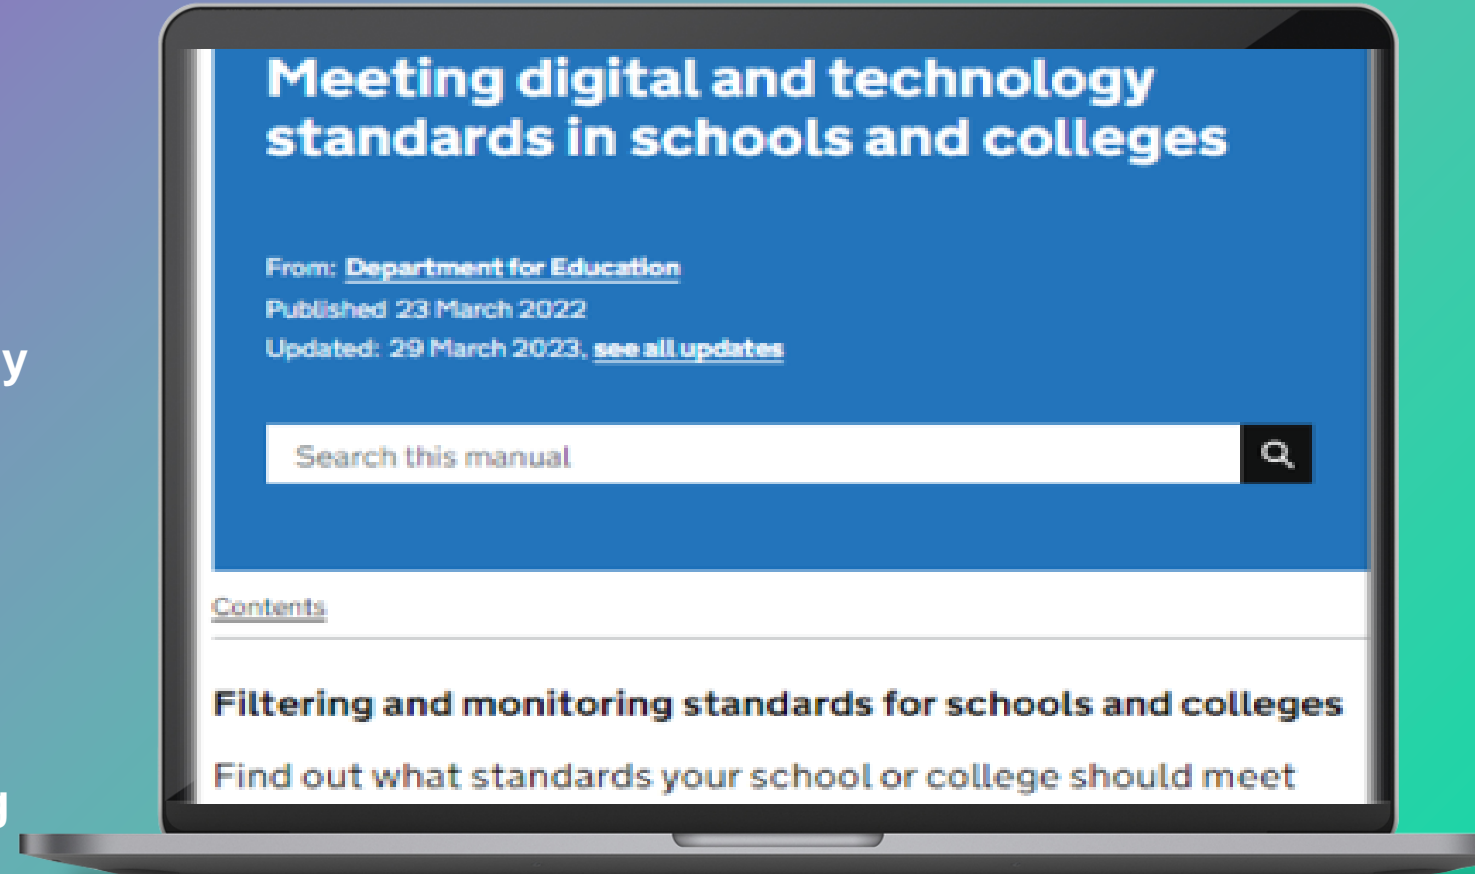 Meeting digital and technology
standards in schools and colleges
From: Department for Education
Published 23 March 2022
Updated: 29 March 2023, see all updates
Search this manual
Contents
Filtering and monitoring standards for schools and colleges
Find out what standards your school or college should meet
y
g